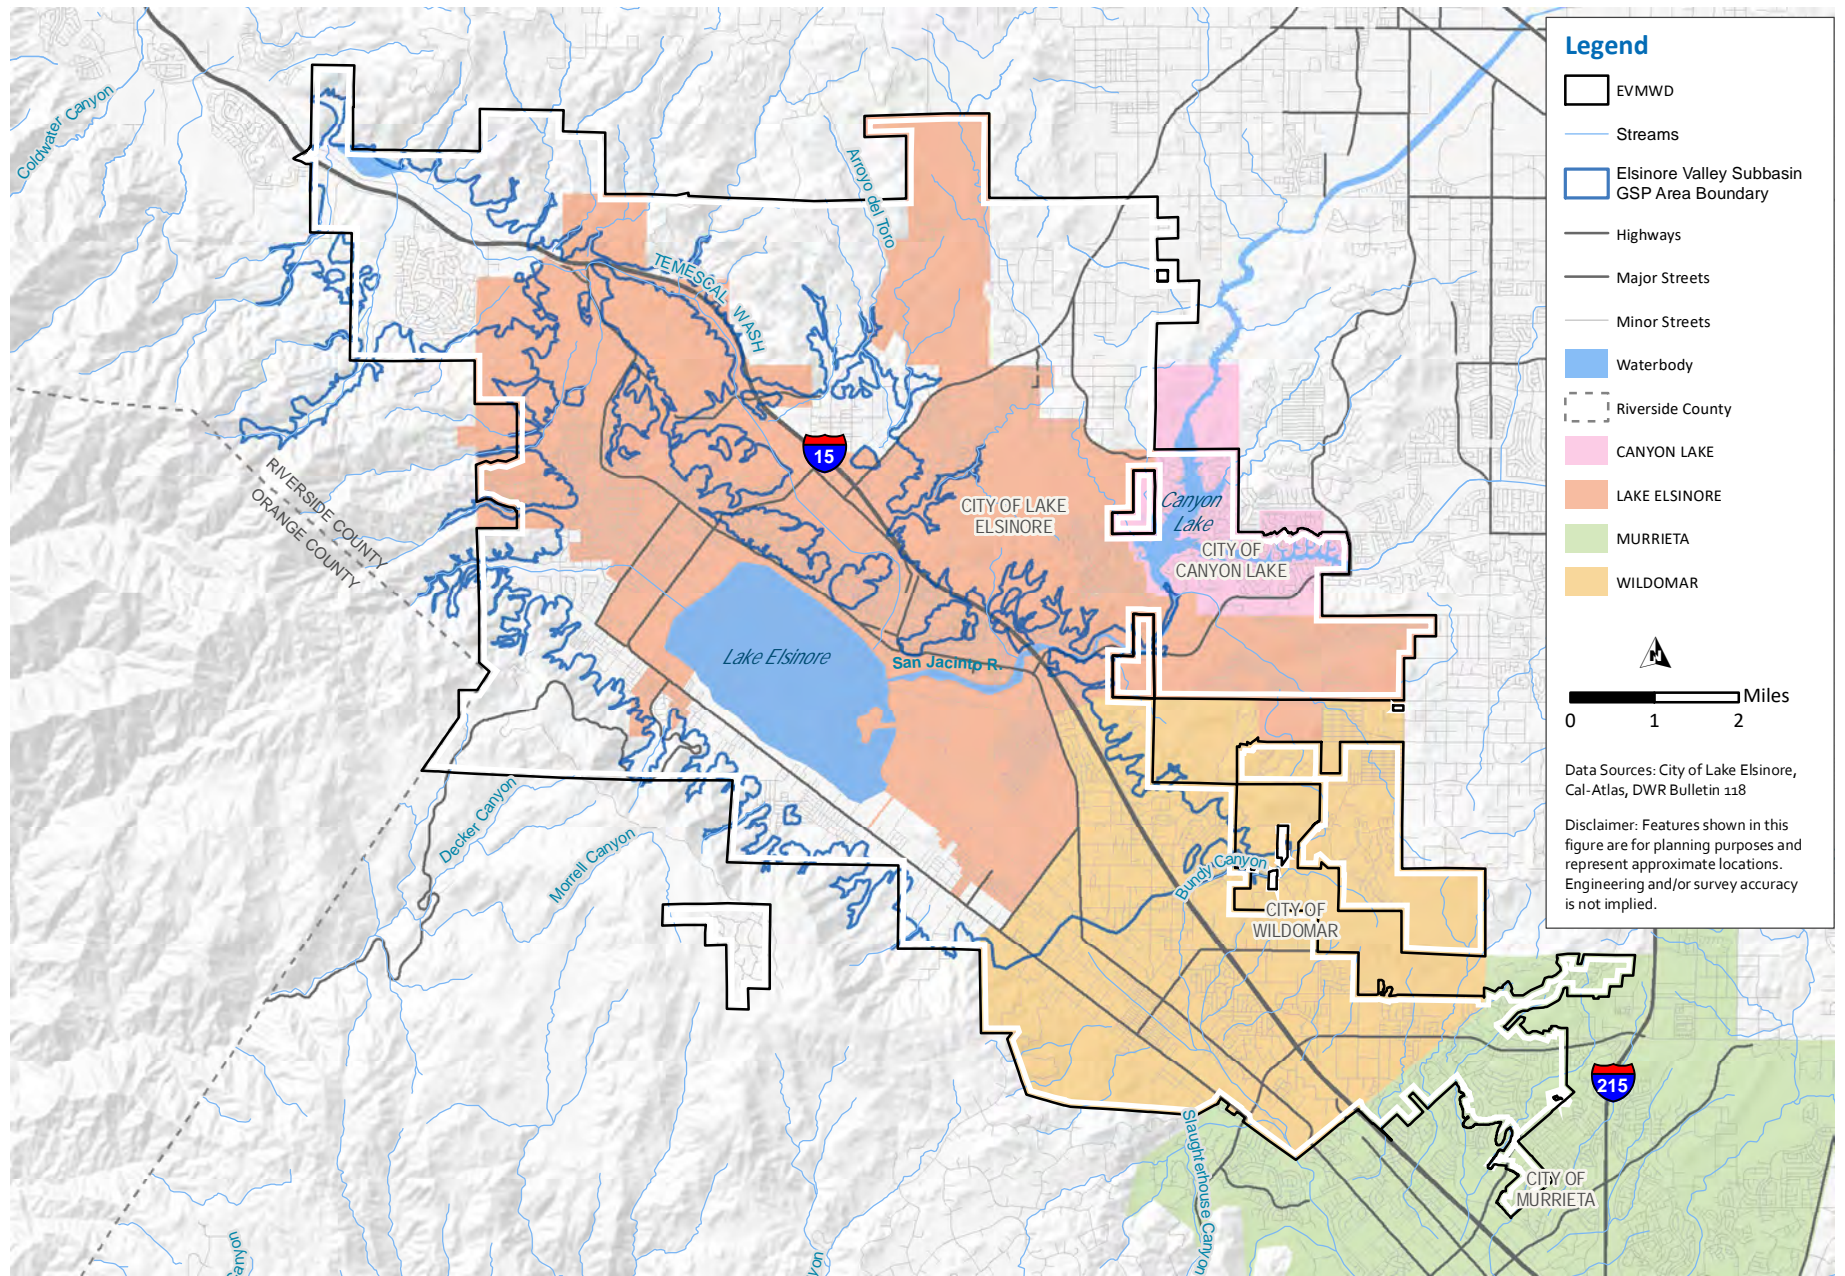 Coldwater Canyon
Arroyo del Toro
TEMESCAL WASH
15
RIVERSIDE COUNTY
ORANGE COUNTY
CITY OF LAKE
ELSINORE
Canyon
Lake
CITY OF
CANYON LAKE
Lake Elsinore
San Jacinto R.
Decker Canyon
Morrell Canyon
Bundy Canyon
CITY OF
WILDOMAR
Slaughterhouse Canyon
215
CITY OF
MURRIETA
anyon
yon
Legend
EVMWD
Streams
Elsinore Valley Subbasin
GSP Area Boundary
Highways
Major Streets
Minor Streets
Waterbody
Riverside County
CANYON LAKE
LAKE ELSINORE
MURRIETA
WILDOMAR
N
Miles
0 1 2
Data Sources: City of Lake Elsinore,
Cal-Atlas, DWR Bulletin 118
Disclaimer: Features shown in this
figure are for planning purposes and
represent approximate locations.
Engineering and/or survey accuracy
is not implied.